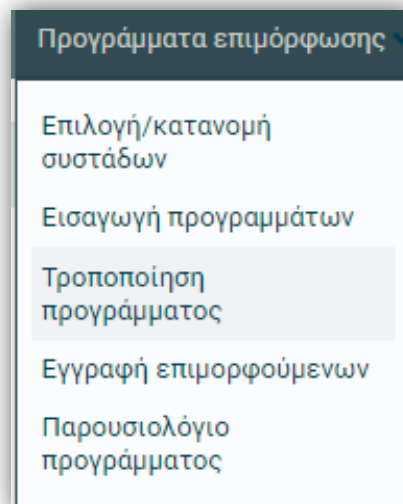 Προγράμματα επιμόρφωσης
Επιλογή/κατανομή
συστάδων
Εισαγωγή προγραμμάτων
Τροποποίηση
προγράμματος
Εγγραφή επιμορφούμενων
Παρουσιολόγιο
προγράμματος